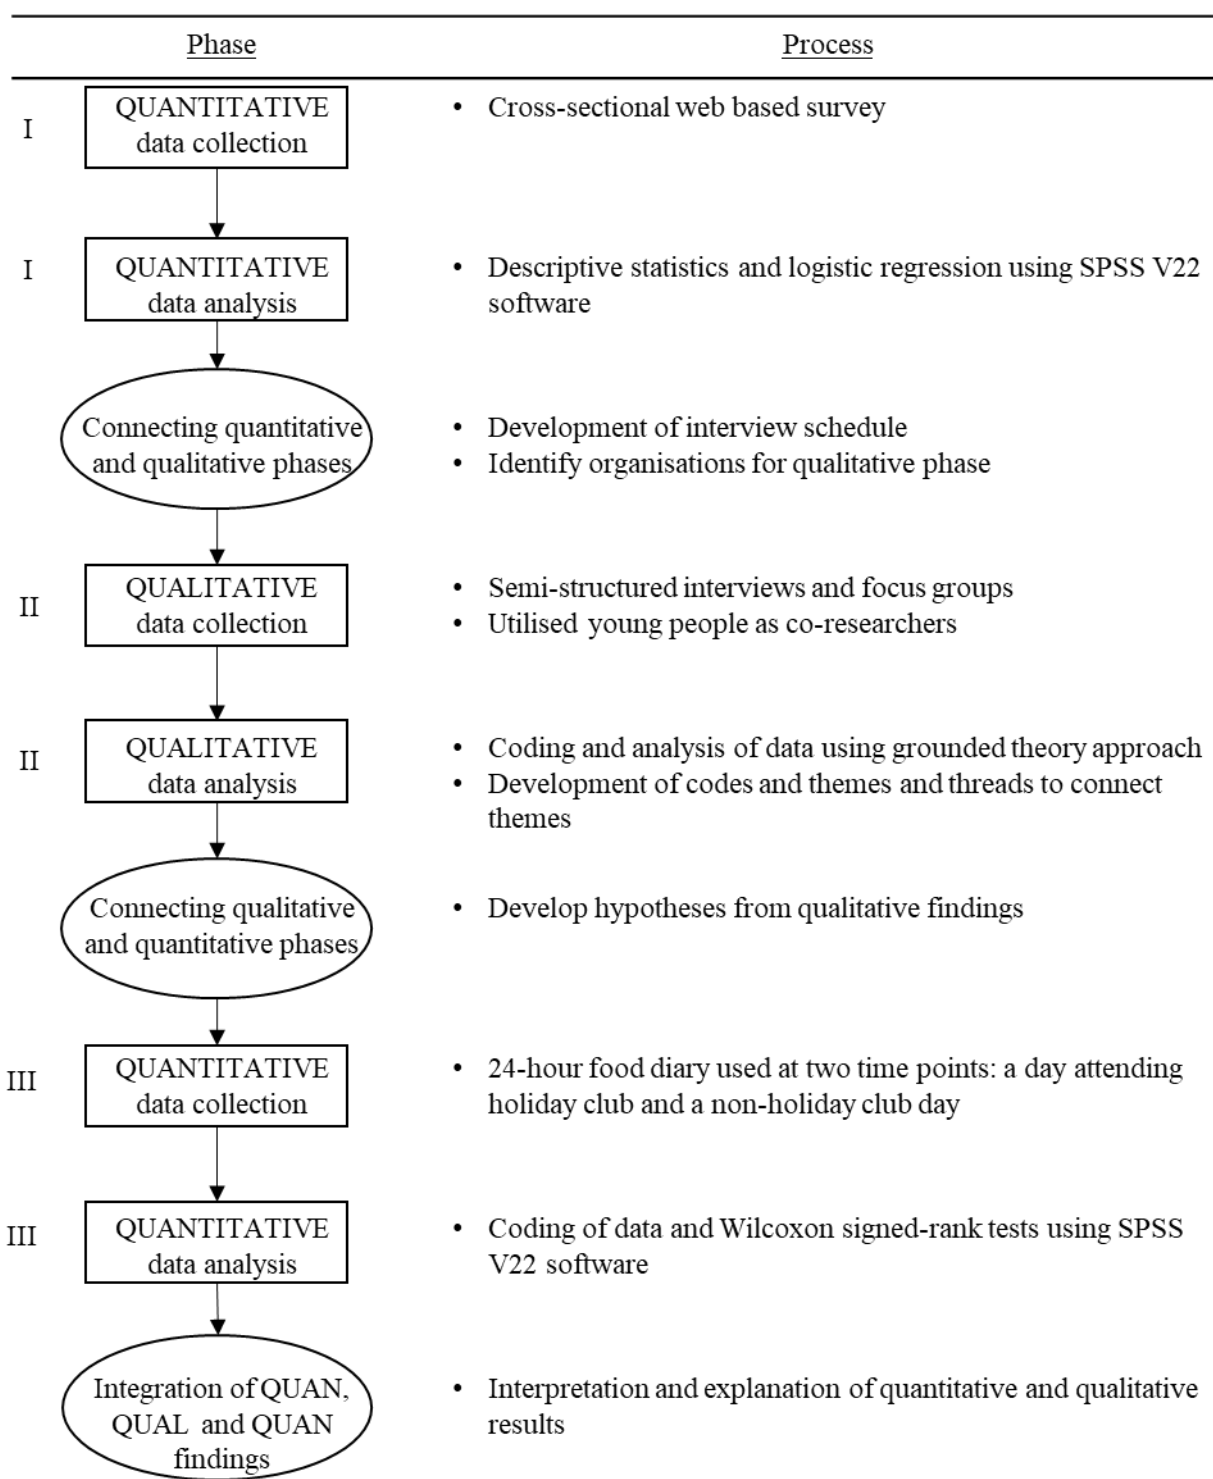 Phase
Process
I
QUANTITATIVE
data collection
• Cross-sectional web based survey
I
QUANTITATIVE
data analysis
• Descriptive statistics and logistic regression using SPSS V22
software
Connecting quantitative
and qualitative phases
• Development of interview schedule
• Identify organisations for qualitative phase
II
QUALITATIVE
data collection
• Semi-structured interviews and focus groups
• Utilised young people as co-researchers
II
QUALITATIVE
data analysis
• Coding and analysis of data using grounded theory approach
• Development of codes and themes and threads to connect
themes
Connecting qualitative
and quantitative phases
• Develop hypotheses from qualitative findings
III
QUANTITATIVE
data collection
• 24-hour food diary used at two time points: a day attending
holiday club and a non-holiday club day
III
QUANTITATIVE
data analysis
• Coding of data and Wilcoxon signed-rank tests using SPSS
V22 software
Integration of QUAN,
QUAL and QUAN
findings
• Interpretation and explanation of quantitative and qualitative
results